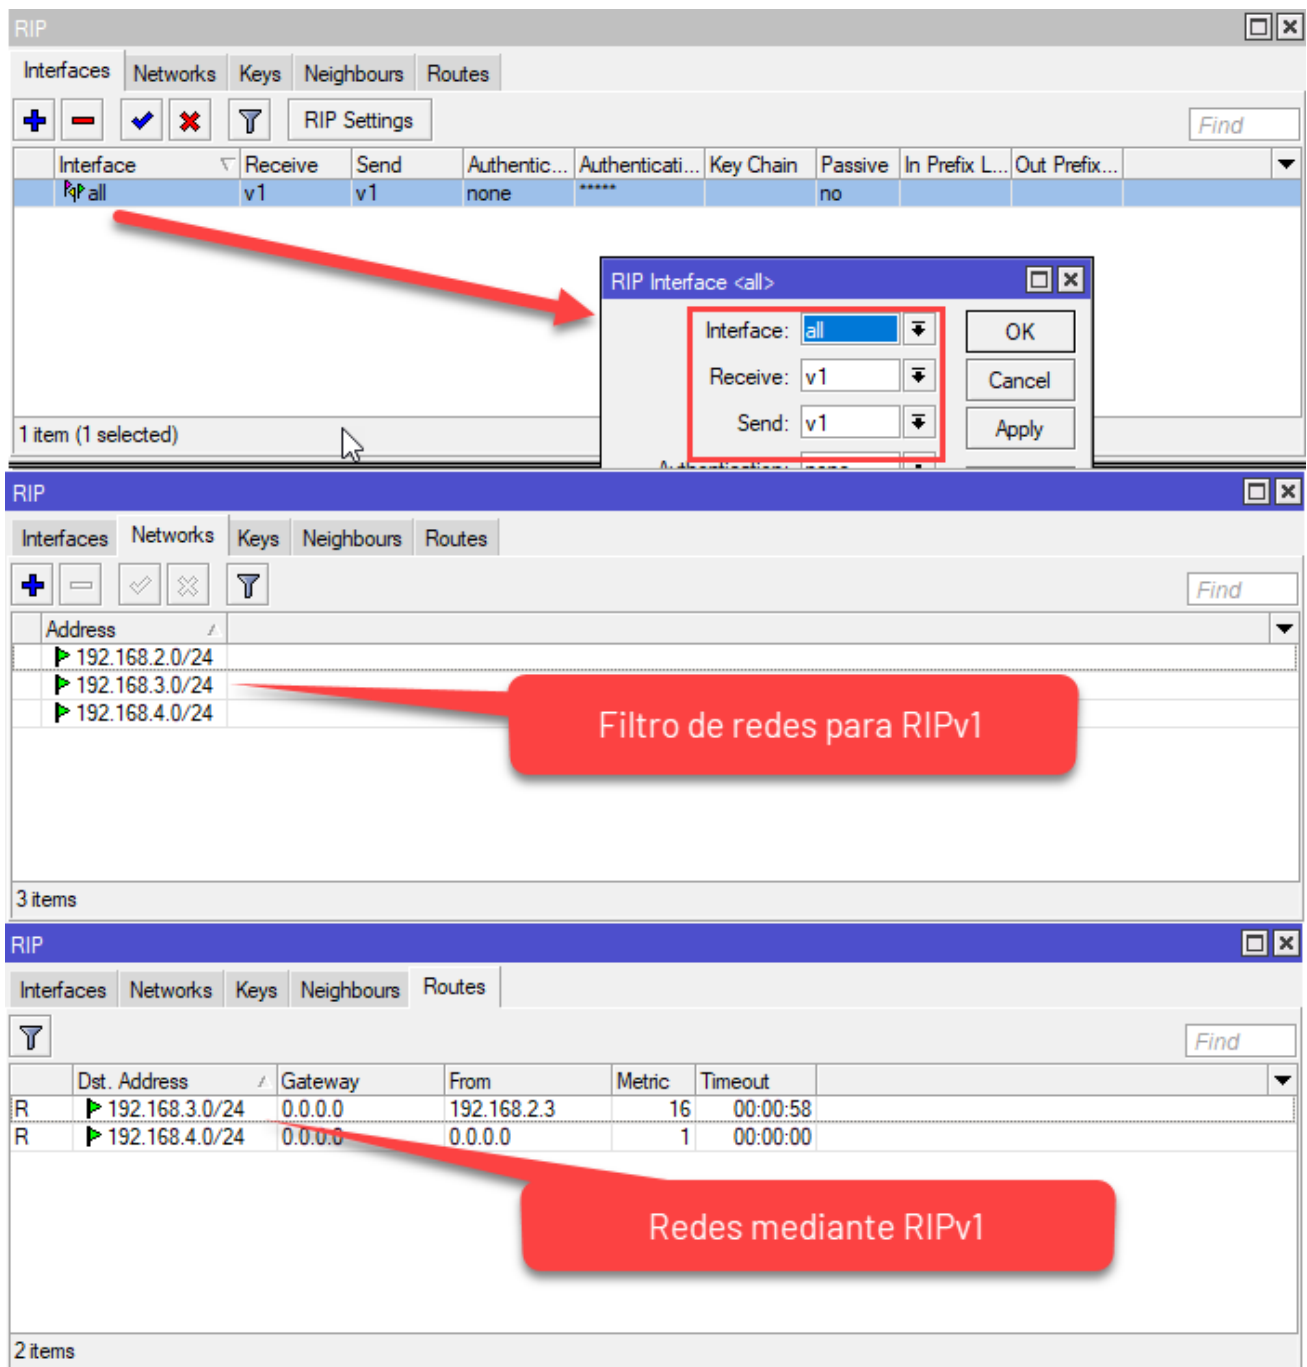 RIP
Interfaces Networks Keys Neighbours Routes
RIP Settings Find
Interface Receive Send Authentic... Authenticati... Key Chain Passive In Prefix L... Out Prefix...
all v1 v1 none ***** no
RIP Interface <all>
Interface: all OK
Receive: v1 Cancel
Send: v1 Apply
Authentication: none
1 item (1 selected)
RIP
Interfaces Networks Keys Neighbours Routes
Find
Address
192.168.2.0/24
192.168.3.0/24
192.168.4.0/24
Filtro de redes para RIPv1
3 items
RIP
Interfaces Networks Keys Neighbours Routes
Find
Dst. Address Gateway From Metric Timeout
R 192.168.3.0/24 0.0.0.0 192.168.2.3 16 00:00:58
R 192.168.4.0/24 0.0.0.0 0.0.0.0 1 00:00:00
Redes mediante RIPv1
2 items